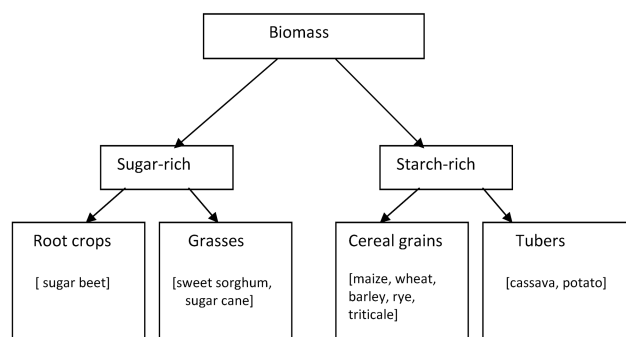 Biomass
Sugar-rich
Starch-rich
Root crops
[ sugar beet]
Grasses
[sweet sorghum,
sugar cane]
Cereal grains
[maize, wheat,
barley, rye,
triticale]
Tubers
[cassava, potato]